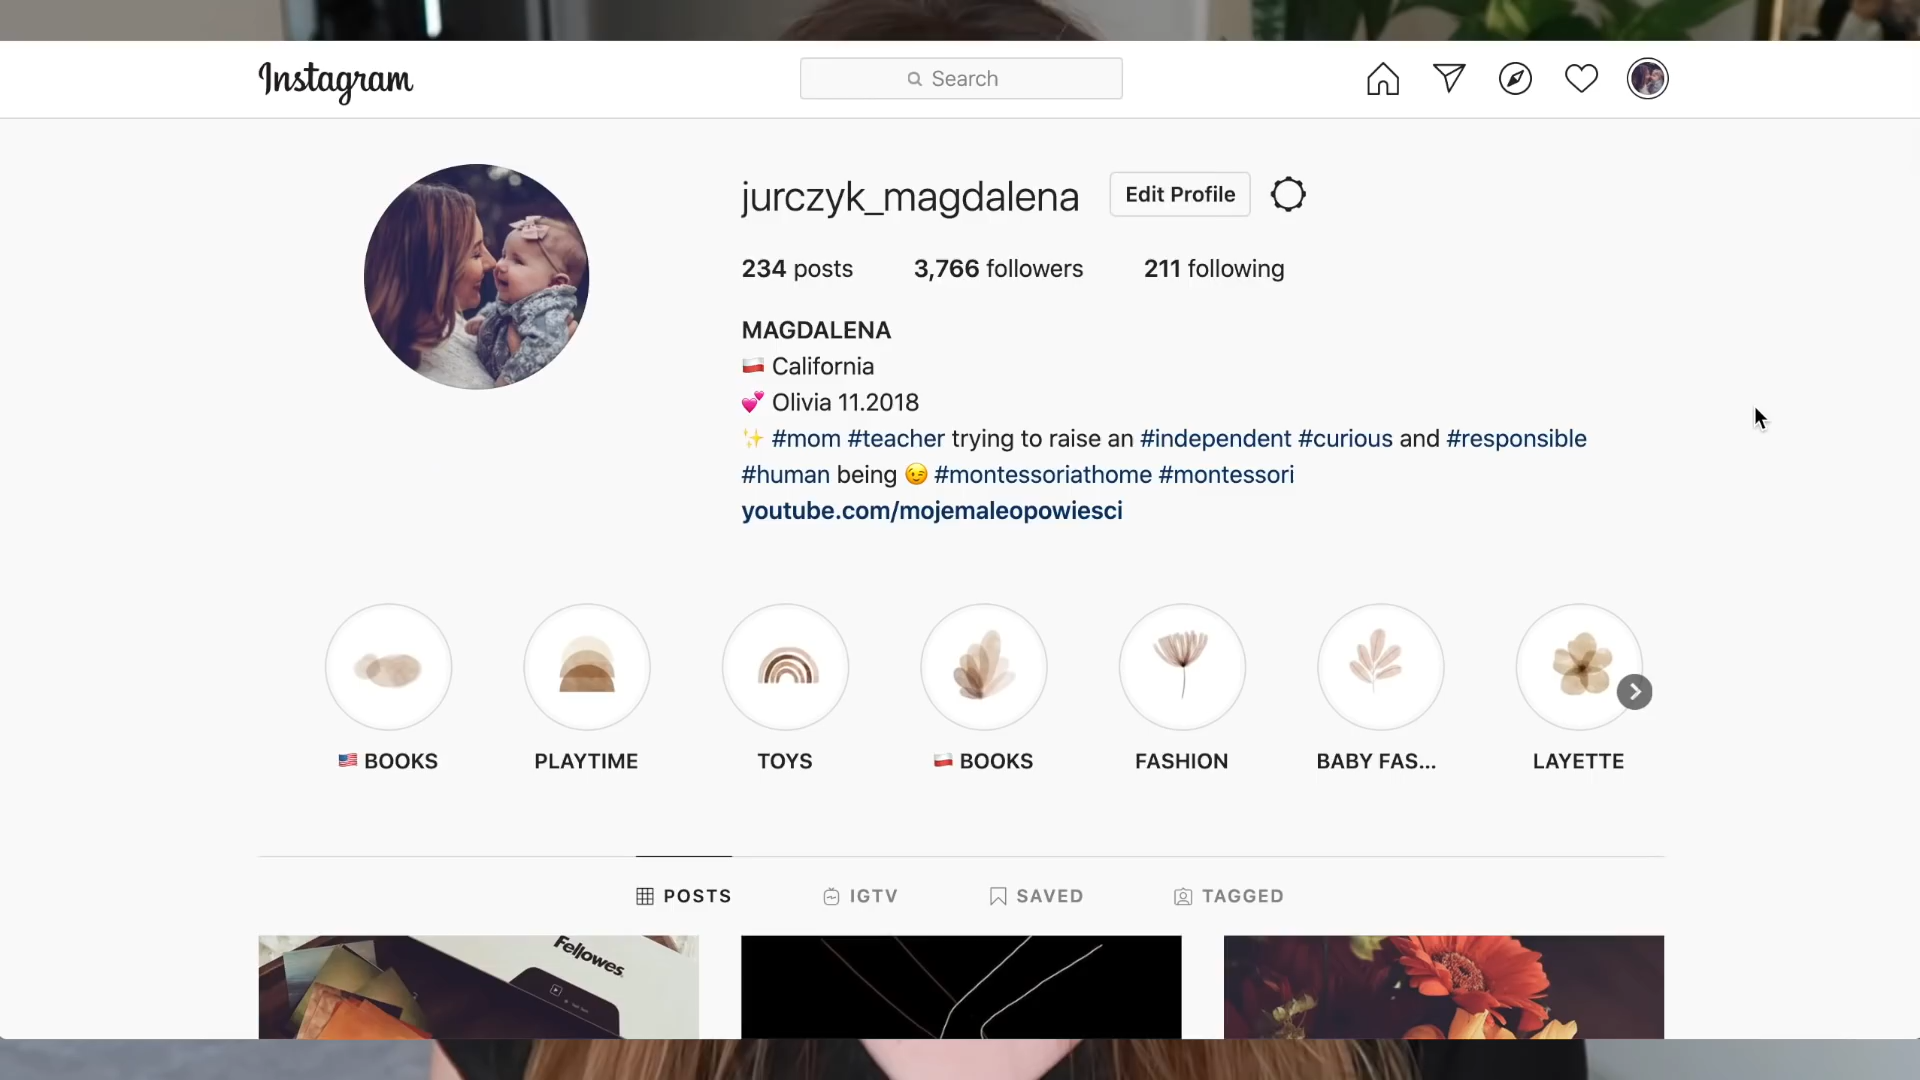 Instagram
Search
jurczyk_magdalena
Edit Profile
234 posts
3,766 followers
211 following
MAGDALENA
🇵🇱 California
💕 Olivia 11.2018
✨ #mom #teacher trying to raise an #independent #curious and #responsible
#human being 😉 #montessoriathome #montessori
youtube.com/mojemaleopowiesci
🇺🇸 BOOKS
PLAYTIME
TOYS
🇵🇱 BOOKS
FASHION
BABY FAS...
LAYETTE
POSTS
IGTV
SAVED
TAGGED
Fellowes